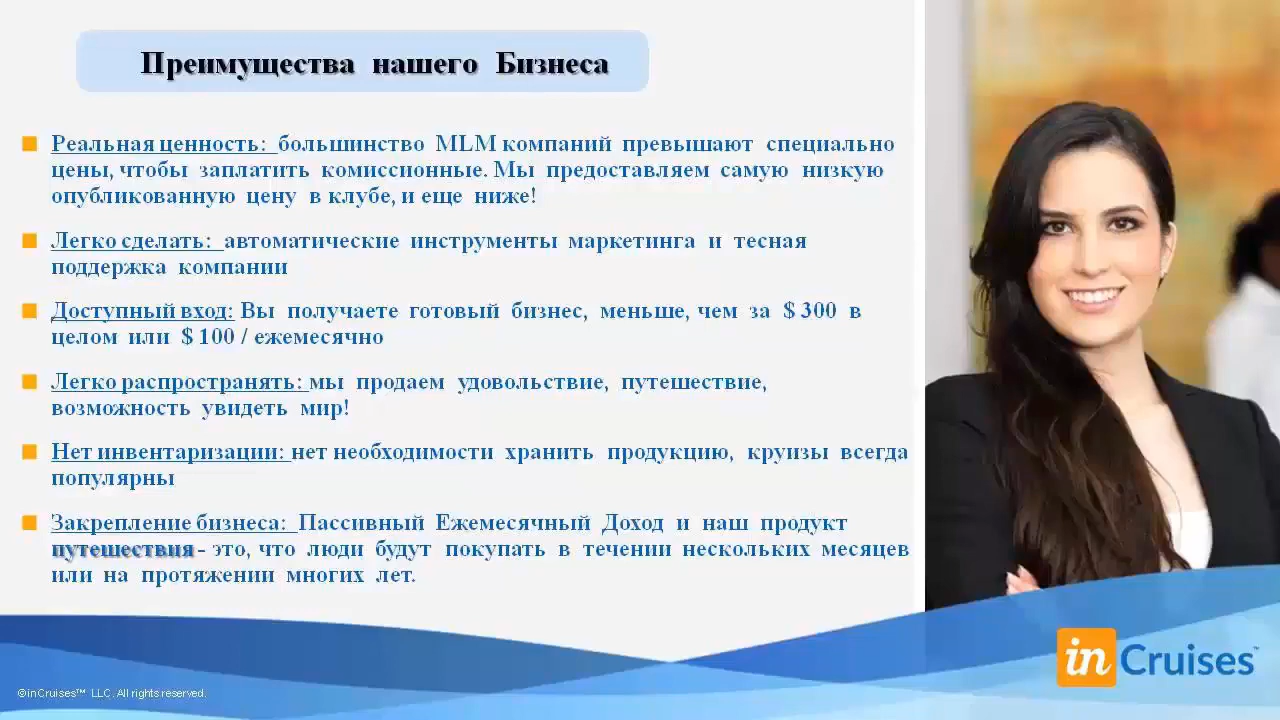 Преимущества нашего Бизнеса
Реальная ценность: большинство MLM компаний превышают специально
цены, чтобы заплатить комиссионные. Мы предоставляем самую низкую
опубликованную цену в клубе, и еще ниже!
Легко сделать: автоматические инструменты маркетинга и тесная
поддержка компании
Доступный вход: Вы получаете готовый бизнес, меньше, чем за $ 300 в
целом или $ 100 / ежемесячно
Легко распространять: мы продаем удовольствие, путешествие,
возможность увидеть мир!
Нет инвентаризации: нет необходимости хранить продукцию, круизы всегда
популярны
Закрепление бизнеса: Пассивный Ежемесячный Доход и наш продукт
путешествия - это, что люди будут покупать в течении нескольких месяцев
или на протяжении многих лет.
in Cruises™
©inCruises™ LLC. All rights reserved.